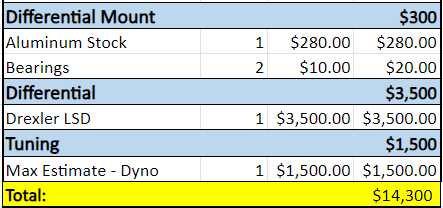 Differential Mount $300
Aluminum Stock 1 $280.00 $280.00
Bearings 2 $10.00 $20.00
Differential $3,500
Drexler LSD 1 $3,500.00 $3,500.00
Tuning $1,500
Max Estimate - Dyno 1 $1,500.00 $1,500.00
Total: $14,300